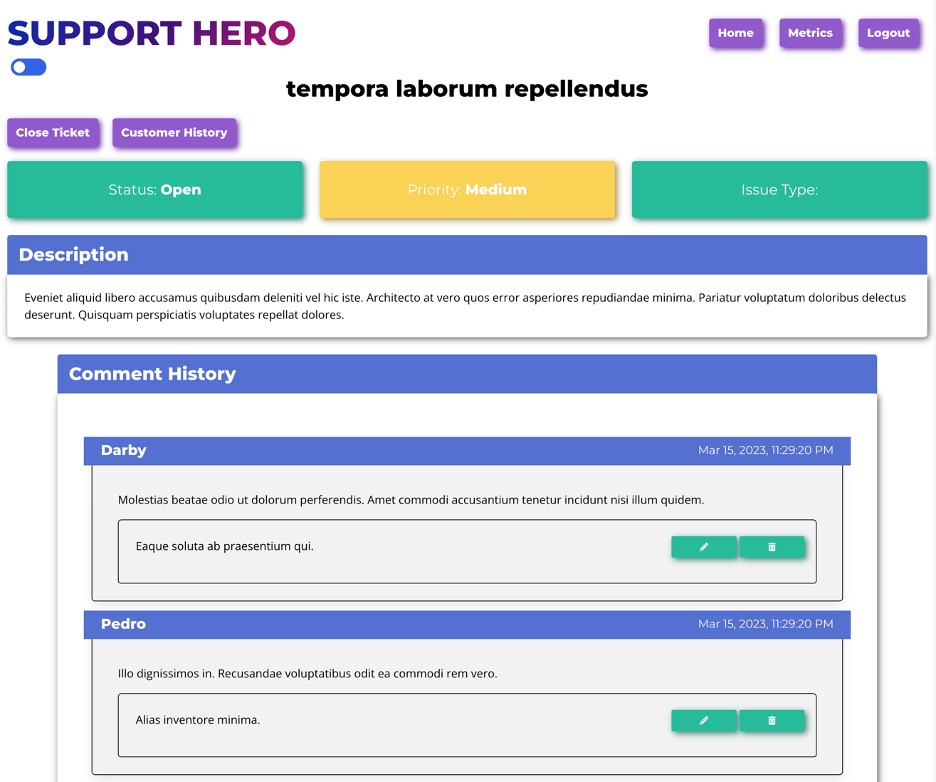 SUPPORT HERO
Home Metrics Logout
tempora laborum repellendus
Close Ticket Customer History
Status: Open
Priority: Medium
Issue Type:
Description
Eveniet aliquid libero accusamus quibusdam deleniti vel hic iste. Architecto at vero quos error asperiores repudiandae minima. Pariatur voluptatum doloribus delectus
deserunt. Quisquam perspiciatis voluptates repellat dolores.
Comment History
Darby Mar 15, 2023, 11:29:20 PM
Molestias beatae odio ut dolorum perferendis. Amet commodi accusantium tenetur incidunt nisi illum quidem.
Eaque soluta ab praesentium qui.
Pedro Mar 15, 2023, 11:29:20 PM
Illo dignissimos in. Recusandae voluptatibus odit ea commodi rem vero.
Alias inventore minima.